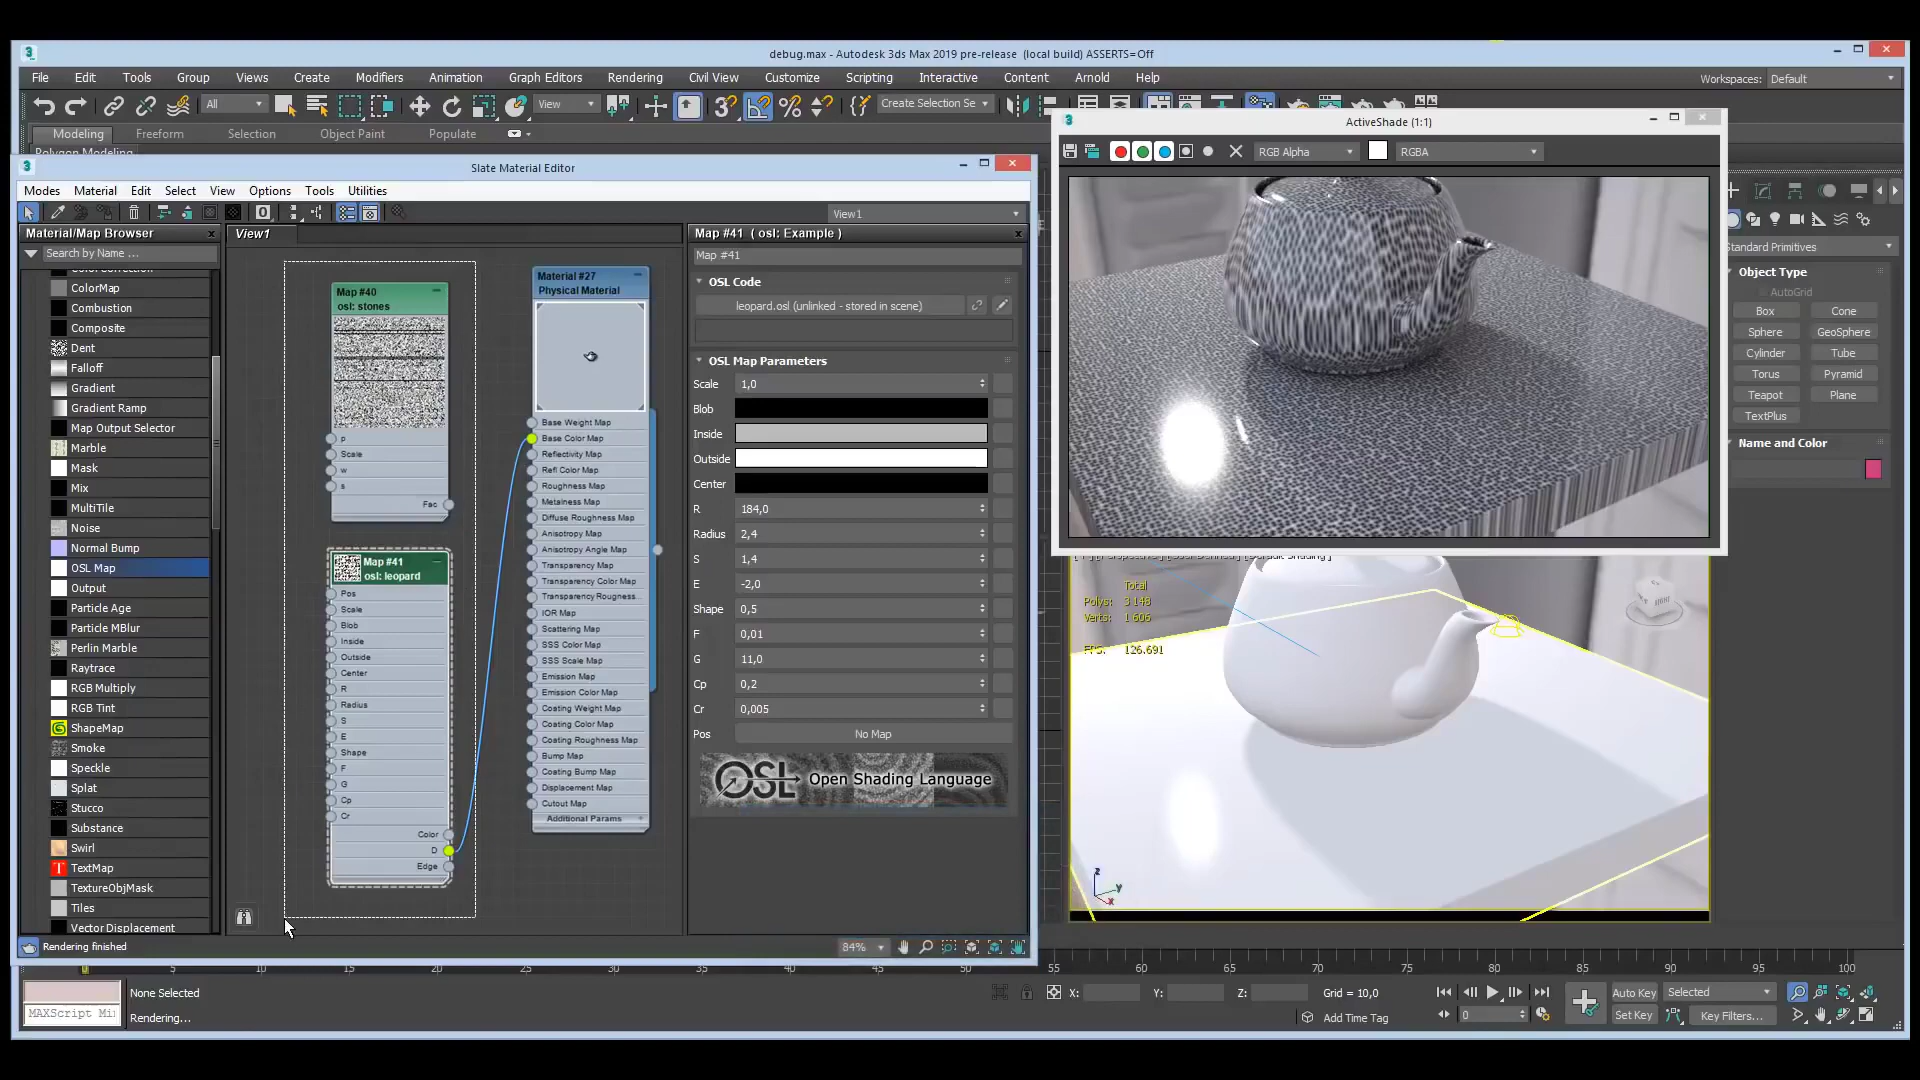 debug.max - Autodesk 3ds Max 2019 pre-release (local build) ASSERTS=Off
File Edit Tools Group Views Create Modifiers Animation Graph Editors Rendering Civil View Customize Scripting Interactive Content Arnold Help
Workspaces: Default
All
View
Create Selection Se
Modeling Freeform Selection Object Paint Populate
Polygon Modeling
Slate Material Editor
Modes Material Edit Select View Options Tools Utilities
View1
Material/Map Browser
Search by Name ...
ColorMap
Combustion
Composite
Dent
Falloff
Gradient
Gradient Ramp
Map Output Selector
Marble
Mask
Mix
MultiTile
Noise
Normal Bump
OSL Map
Output
Particle Age
Particle MBlur
Perlin Marble
Raytrace
RGB Multiply
RGB Tint
ShapeMap
Smoke
Speckle
Splat
Stucco
Substance
Swirl
TextMap
TextureObjMask
Tiles
Vector Displacement
View1
Map #40
osl: stones
p
Scale
w
s
Fac
Map #41
osl: leopard
Pos
Scale
Blob
Inside
Outside
Center
R
Radius
S
E
Shape
F
G
Cp
Cr
Color
D
Edge
Material #27
Physical Material
Base Weight Map
Base Color Map
Reflectivity Map
Refl Color Map
Roughness Map
Metalness Map
Diffuse Roughness Map
Anisotropy Map
Anisotropy Angle Map
Transparency Map
Transparency Color Map
Transparency Roughness...
IOR Map
Scattering Map
SSS Color Map
SSS Scale Map
Emission Map
Emission Color Map
Coating Weight Map
Coating Color Map
Coating Roughness Map
Bump Map
Coating Bump Map
Displacement Map
Cutout Map
Additional Params +
Map #41 ( osl: Example )
Map #41
OSL Code
leopard.osl (unlinked - stored in scene)
OSL Map Parameters
Scale 1,0
Blob
Inside
Outside
Center
R 184,0
Radius 2,4
S 1,4
E -2,0
Shape 0,5
F 0,01
G 11,0
Cp 0,2
Cr 0,005
Pos No Map
OSL Open Shading Language
Rendering finished
84%
ActiveShade (1:1)
RGB Alpha
RGBA
Total
Polys: 3 148
Verts: 1 606
FPS: 126.691
z
y
x
Standard Primitives
Object Type
AutoGrid
Box Cone
Sphere GeoSphere
Cylinder Tube
Torus Pyramid
Teapot Plane
TextPlus
Name and Color
0 5 10 15 20 25 30 35 40 45 50 55 60 65 70 75 80 85 90 95 100
None Selected
MAXScript Mi
Rendering...
X: Y: Z: Grid = 10,0
Add Time Tag
0
Auto Key Selected
Set Key Key Filters...